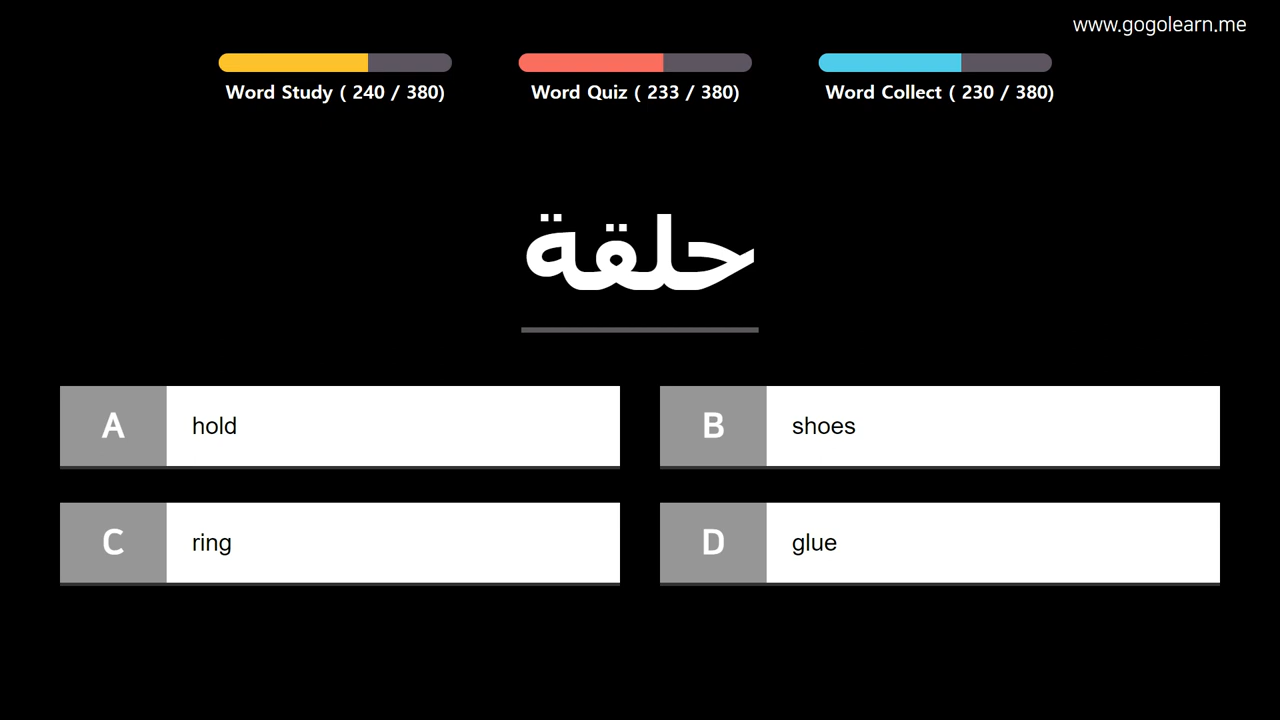 www.gogolearn.me
Word Study ( 240 / 380)
Word Quiz ( 233 / 380)
Word Collect ( 230 / 380)
حلقة
A hold
B shoes
C ring
D glue